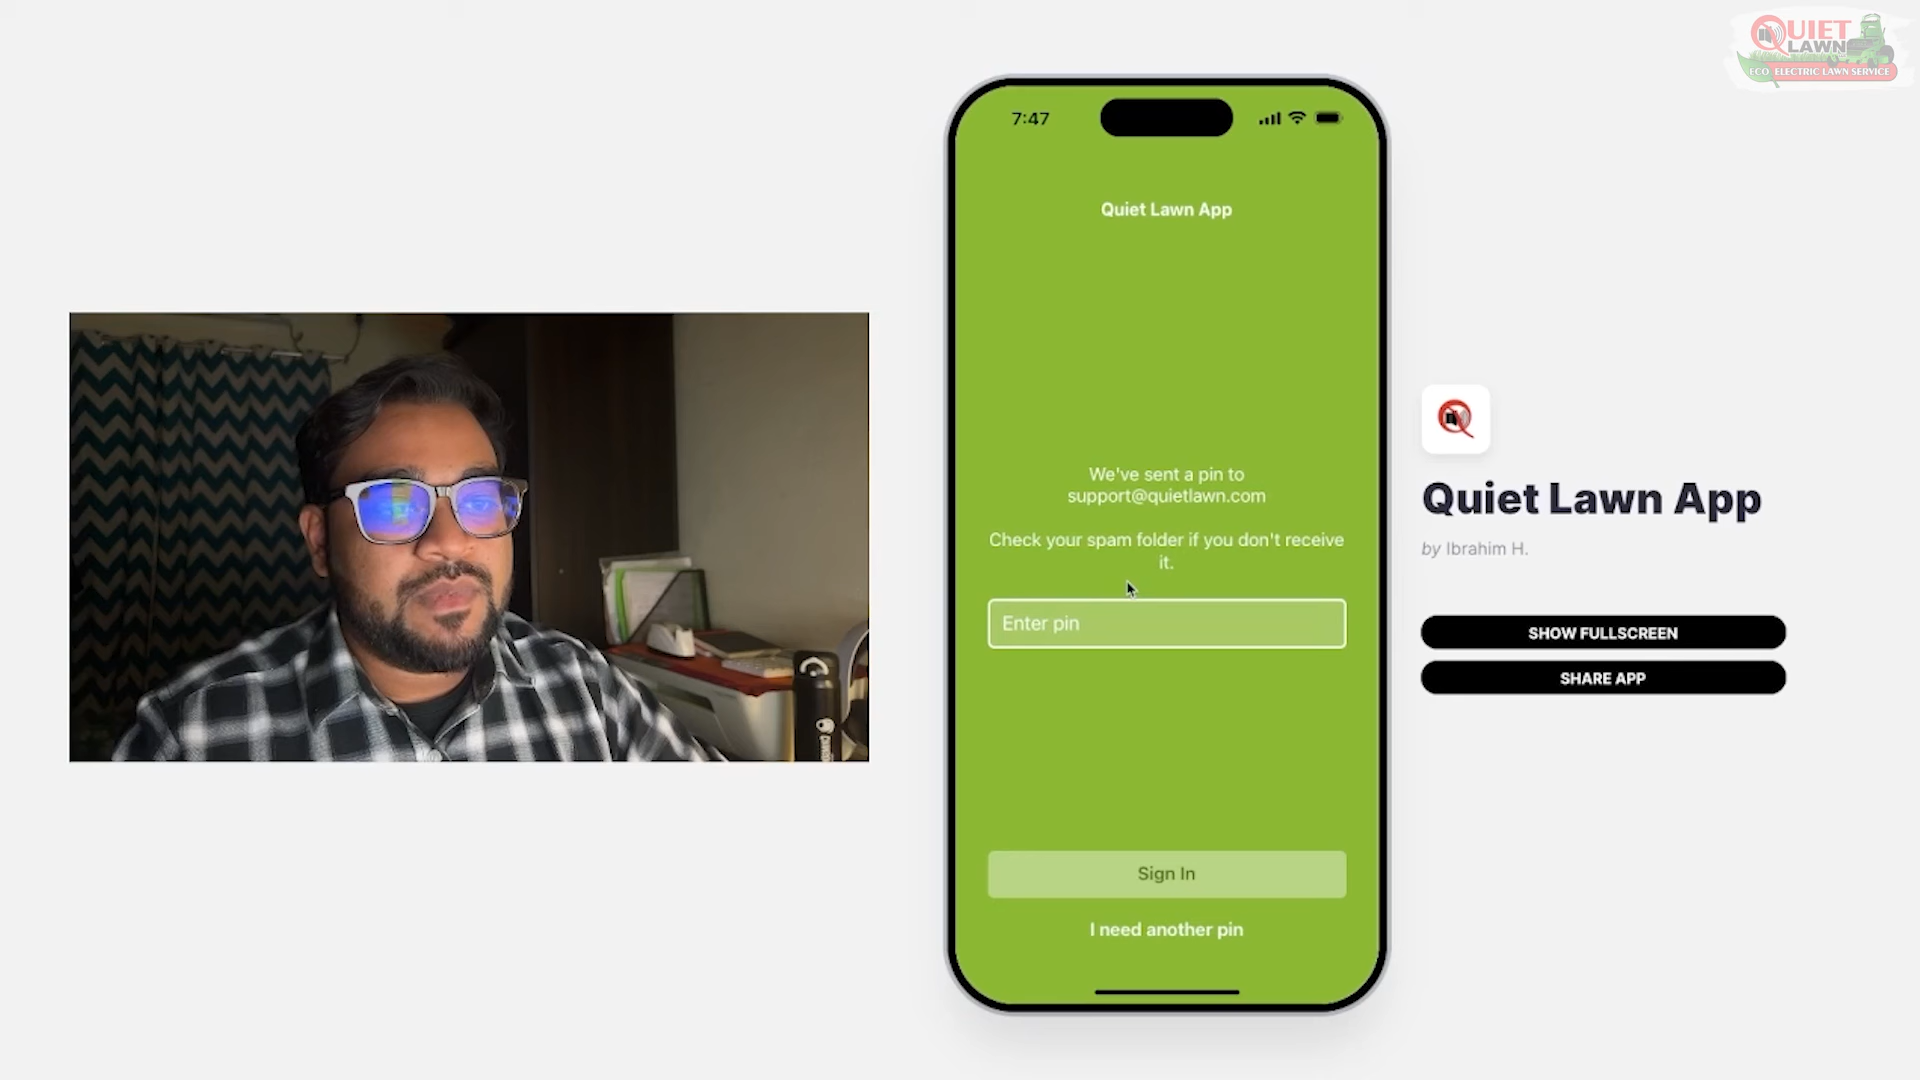 QUIET
LAWN
ECO ELECTRIC LAWN SERVICE
7:47
Quiet Lawn App
We've sent a pin to
support@quietlawn.com
Check your spam folder if you don't receive
it.
Enter pin
Sign In
I need another pin
Quiet Lawn App
by Ibrahim H.
SHOW FULLSCREEN
SHARE APP